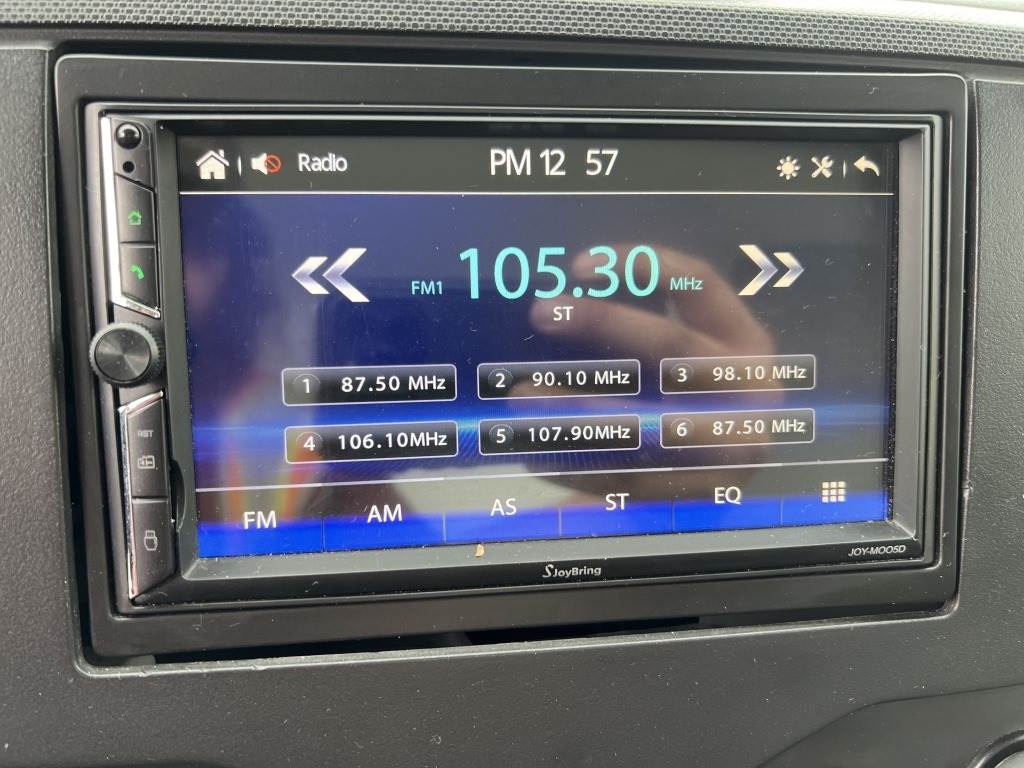 Radio PM 12 57
FM1 105.30 MHz
ST
1 87.50 MHz 2 90.10 MHz 3 98.10 MHz
4 106.10MHz 5 107.90MHz 6 87.50 MHz
RST
FM AM AS ST EQ
JOY-MOO5D
SJoyBring